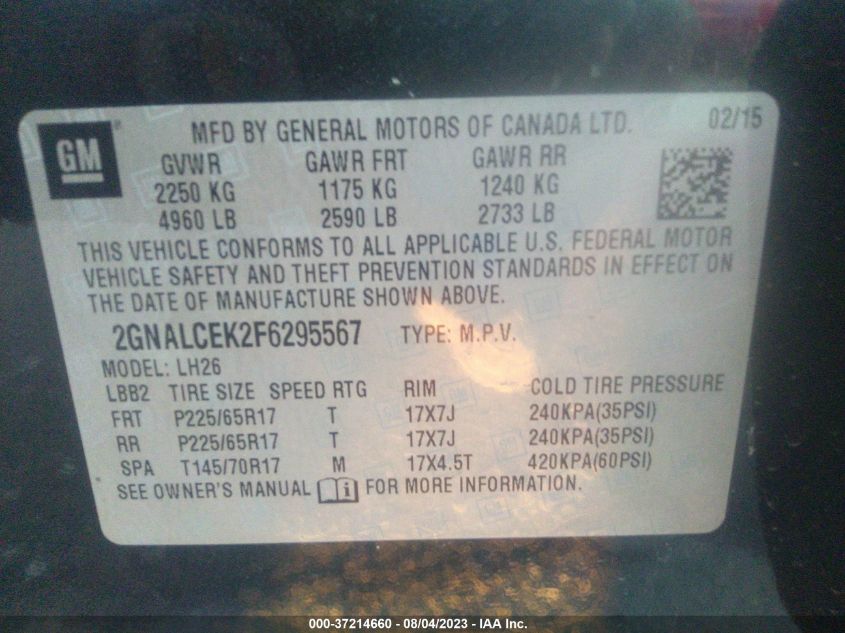 GM®
MFD BY GENERAL MOTORS OF CANADA LTD. 02/15
GVWR GAWR FRT GAWR RR
2250 KG 1175 KG 1240 KG
4960 LB 2590 LB 2733 LB
THIS VEHICLE CONFORMS TO ALL APPLICABLE U.S. FEDERAL MOTOR
VEHICLE SAFETY AND THEFT PREVENTION STANDARDS IN EFFECT ON
THE DATE OF MANUFACTURE SHOWN ABOVE.
2GNALCEK2F6295567 TYPE: M.P.V.
MODEL: LH26
LBB2 TIRE SIZE SPEED RTG RIM COLD TIRE PRESSURE
FRT P225/65R17 T 17X7J 240KPA(35PSI)
RR P225/65R17 T 17X7J 240KPA(35PSI)
SPA T145/70R17 M 17X4.5T 420KPA(60PSI)
SEE OWNER'S MANUAL i FOR MORE INFORMATION.
000-37214660 - 08/04/2023 - IAA Inc.